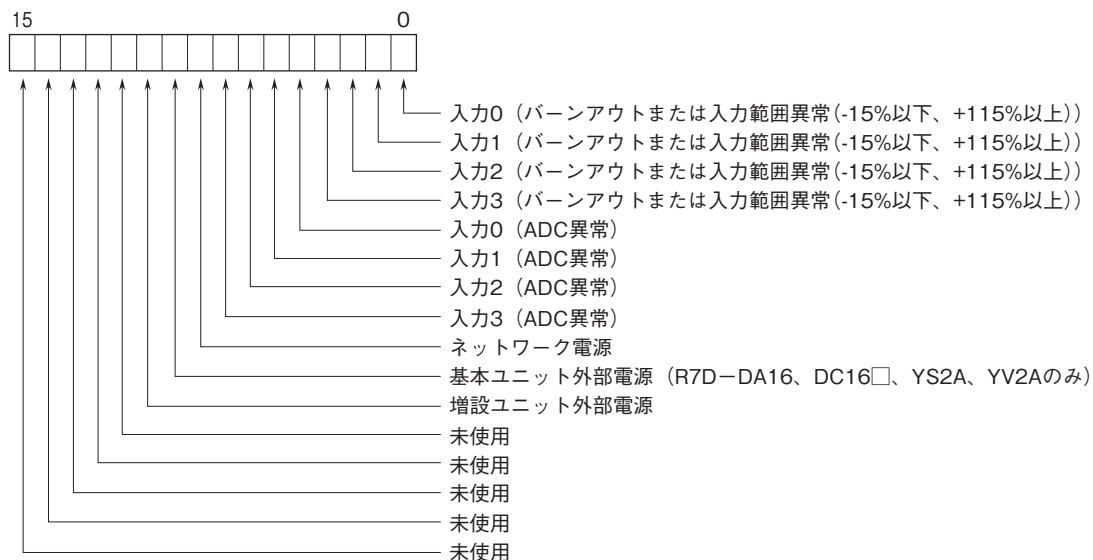 15 0
入力0（バーンアウトまたは入力範囲異常(-15%以下、+115%以上)）
入力1（バーンアウトまたは入力範囲異常(-15%以下、+115%以上)）
入力2（バーンアウトまたは入力範囲異常(-15%以下、+115%以上)）
入力3（バーンアウトまたは入力範囲異常(-15%以下、+115%以上)）
入力0（ADC異常）
入力1（ADC異常）
入力2（ADC異常）
入力3（ADC異常）
ネットワーク電源
基本ユニット外部電源（R7D－DA16、DC16□、YS2A、YV2Aのみ）
増設ユニット外部電源
未使用
未使用
未使用
未使用
未使用